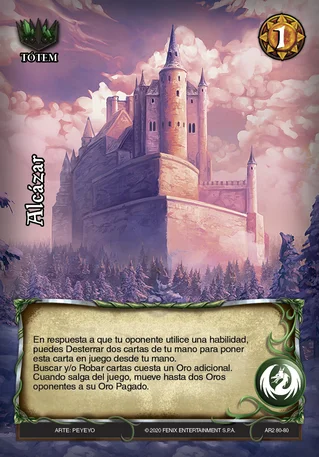 TÓTEM
1
Alcázar
En respuesta a que tu oponente utilice una habilidad,
puedes Desterrar dos cartas de tu mano para poner
esta carta en juego desde tu mano.
Buscar y/o Robar cartas cuesta un Oro adicional.
Cuando salga del juego, mueve hasta dos Oros
oponentes a su Oro Pagado.
ARTE: PEYEYO
© 2020 FENIX ENTERTAINMENT S.P.A.
AR2 80-80